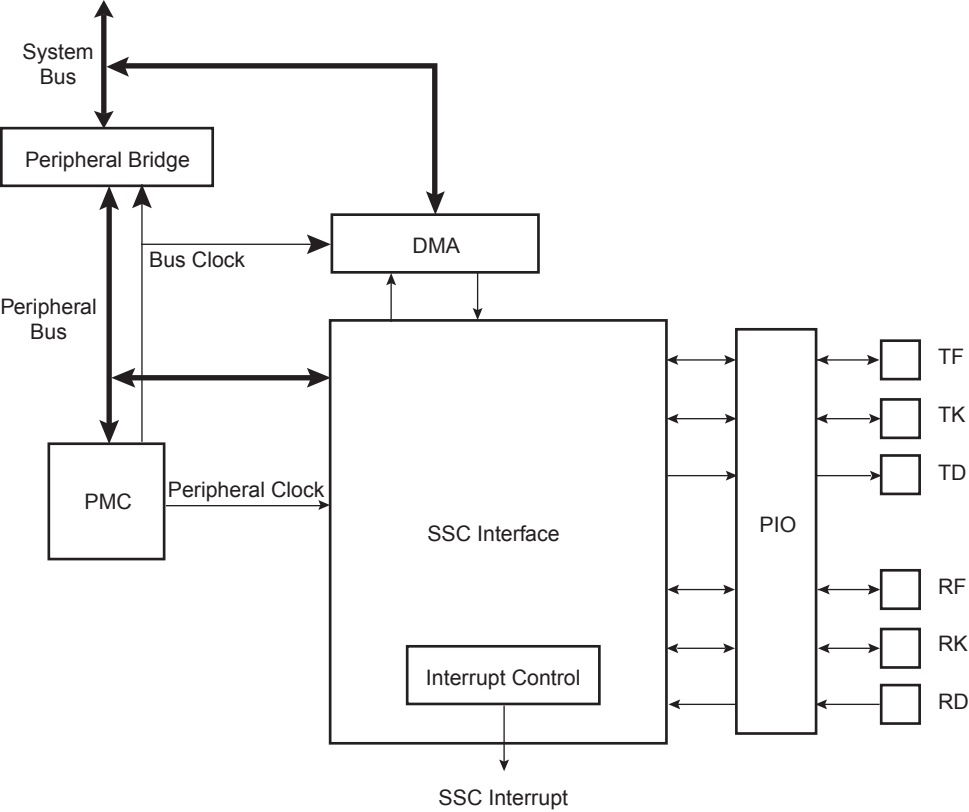 System
Bus
Peripheral Bridge
DMA
Bus Clock
Peripheral
Bus
TF
TK
TD
PMC
Peripheral Clock
SSC Interface
PIO
RF
RK
RD
Interrupt Control
SSC Interrupt